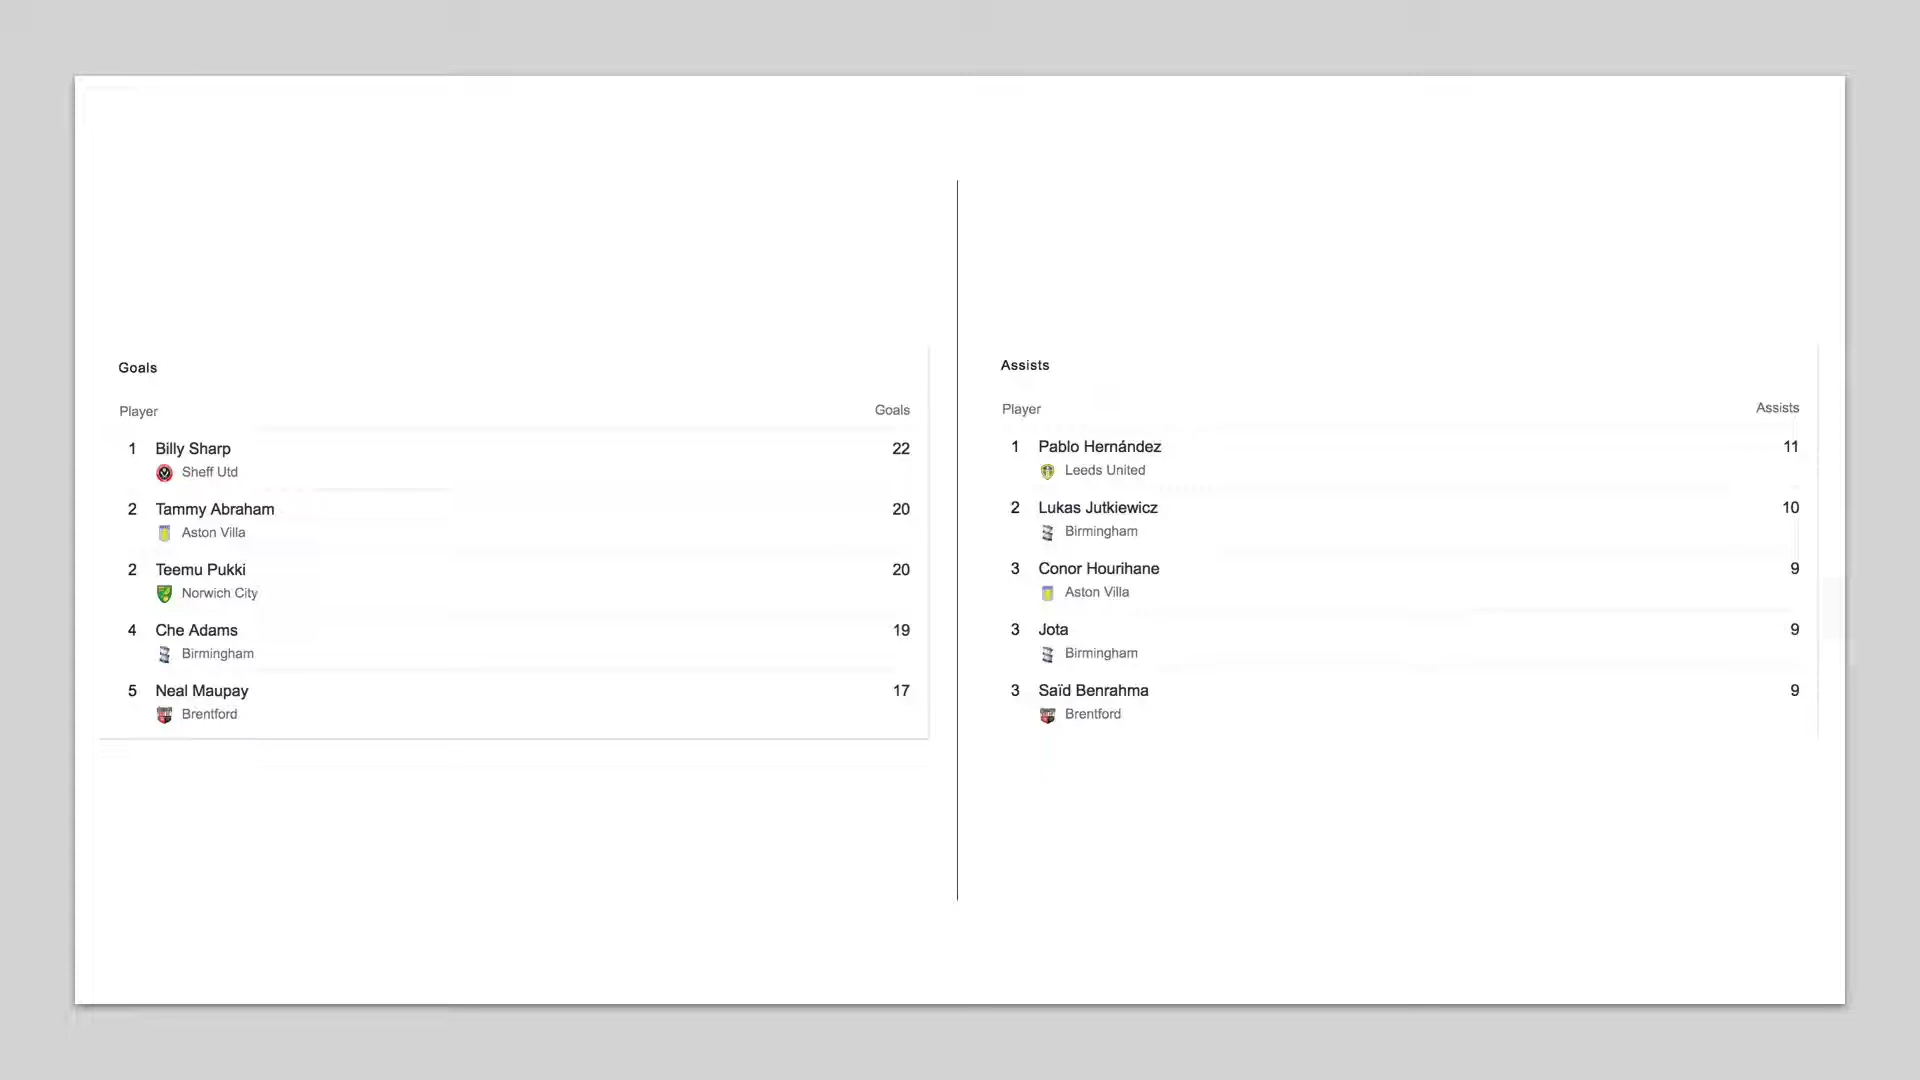 Goals
Player Goals
1 Billy Sharp 22
Sheff Utd
2 Tammy Abraham 20
Aston Villa
2 Teemu Pukki 20
Norwich City
4 Che Adams 19
Birmingham
5 Neal Maupay 17
Brentford
Assists
Player Assists
1 Pablo Hernández 11
Leeds United
2 Lukas Jutkiewicz 10
Birmingham
3 Conor Hourihane 9
Aston Villa
3 Jota 9
Birmingham
3 Saïd Benrahma 9
Brentford